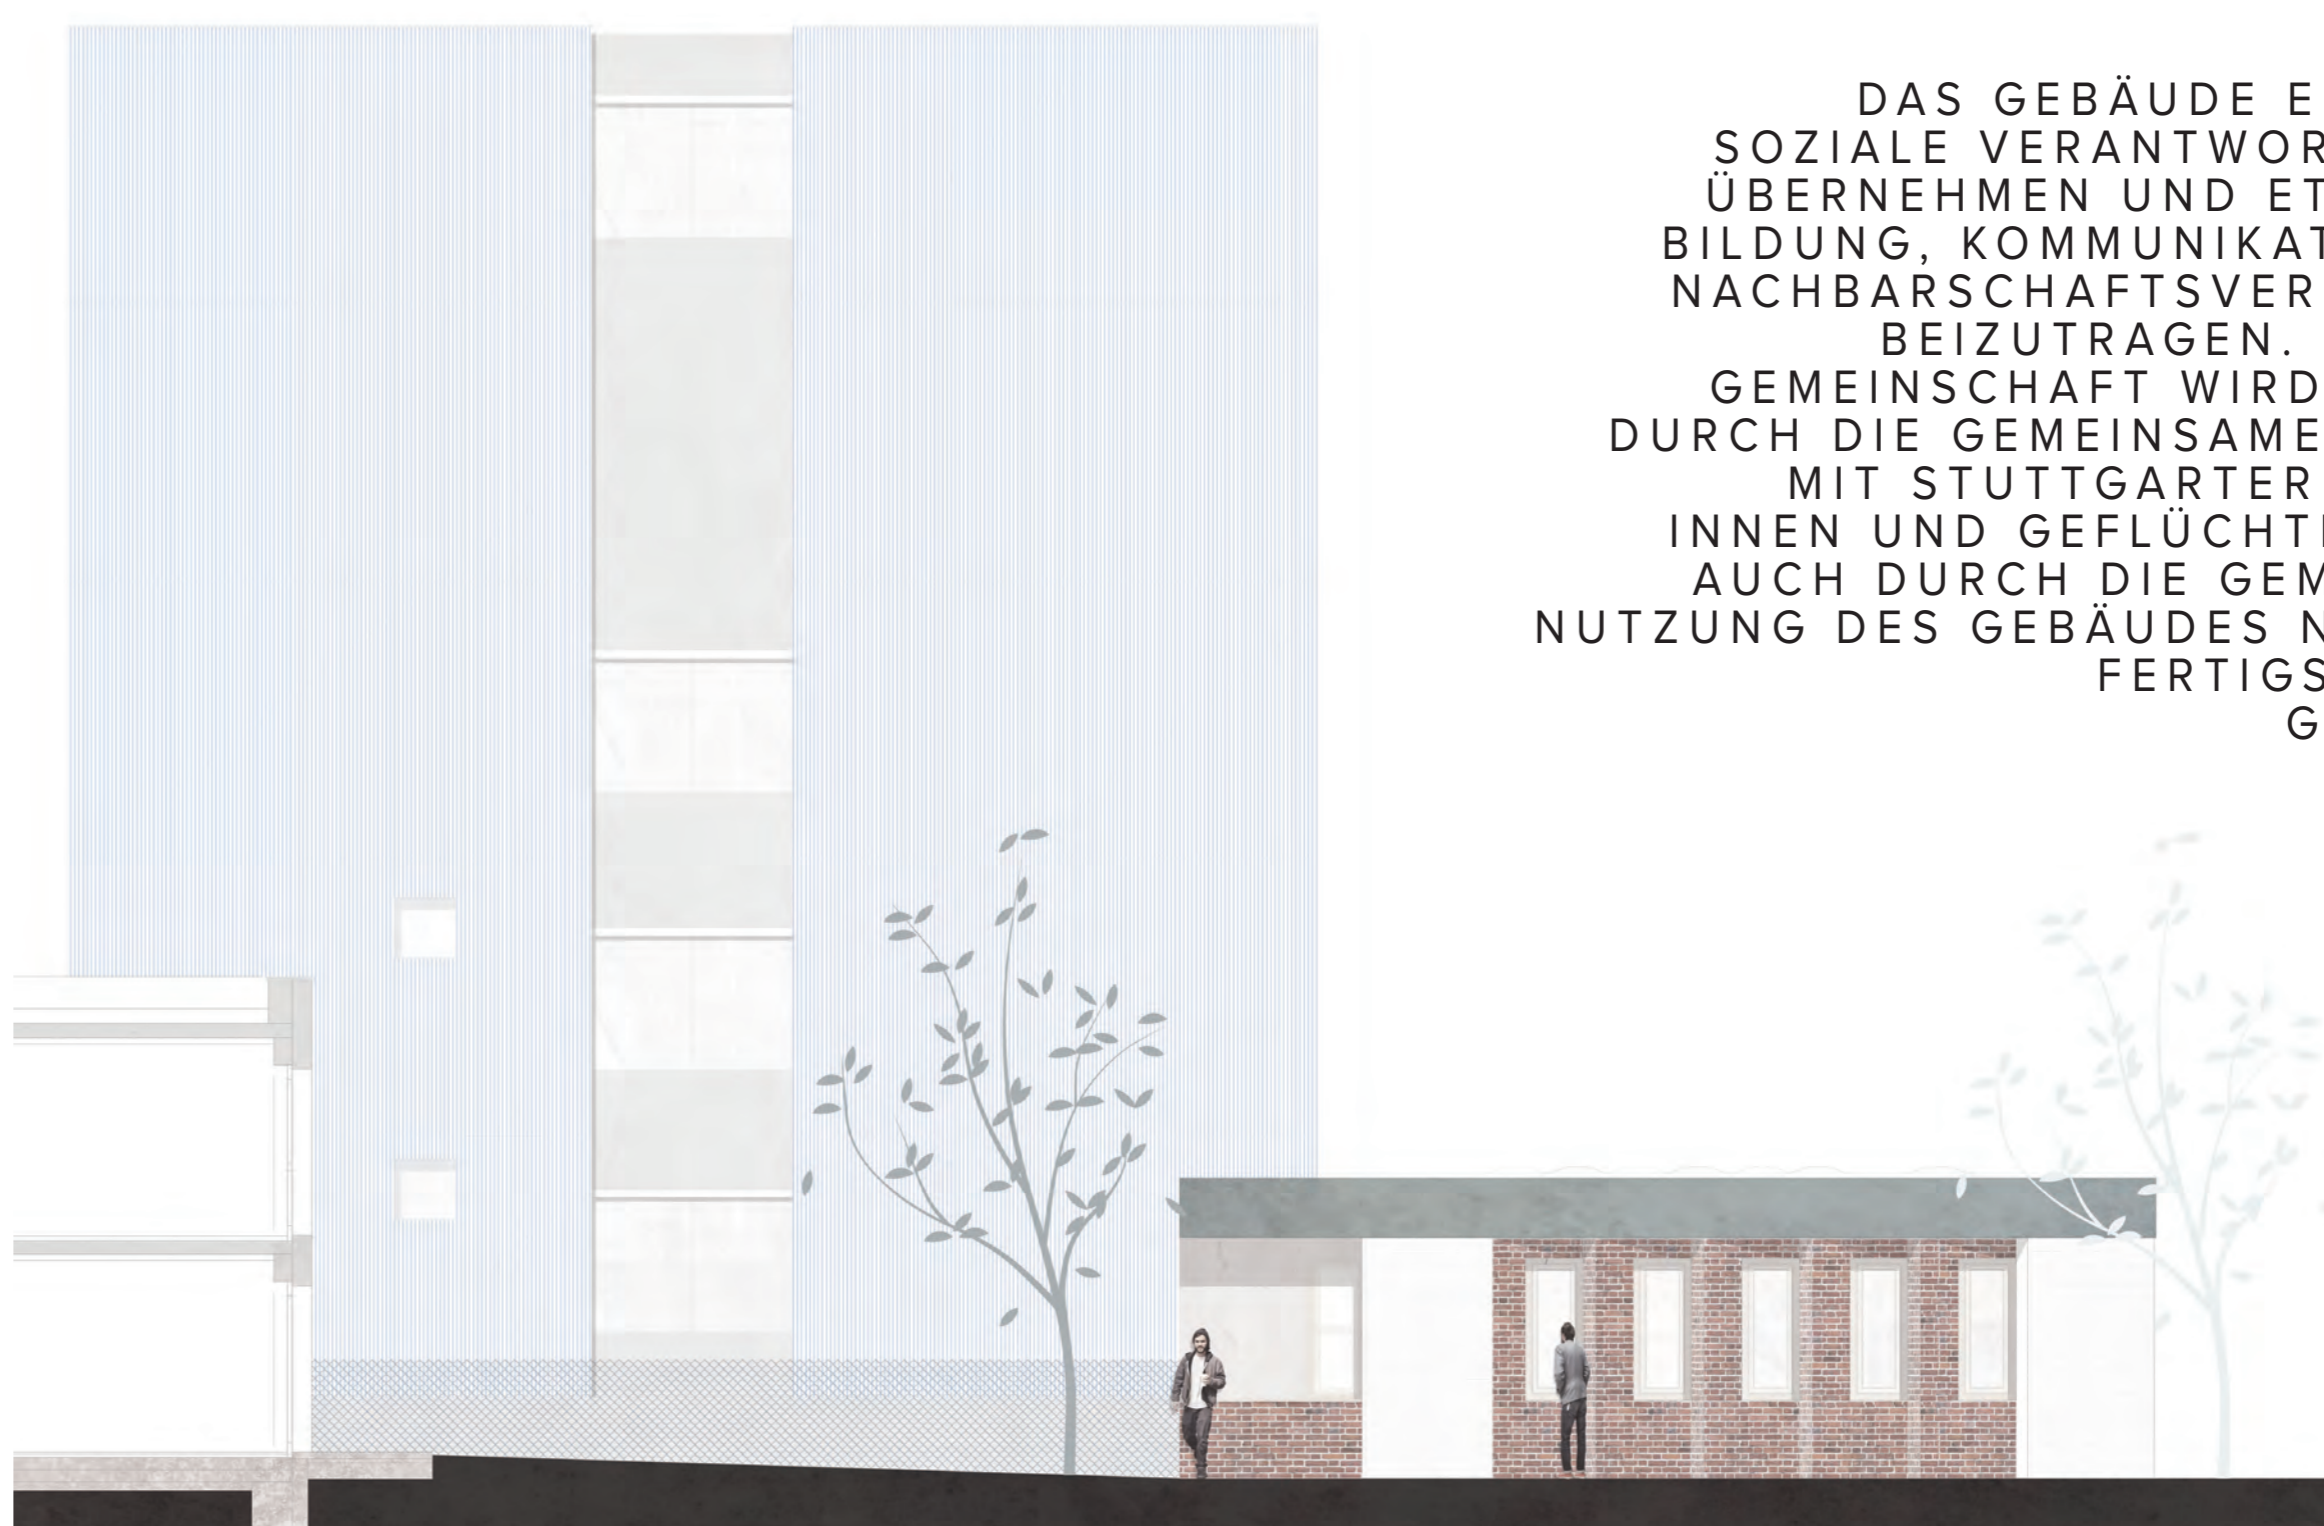 DAS GEBÄUDE E
SOZIALE VERANTWOR
ÜBERNEHMEN UND ET
BILDUNG, KOMMUNIKAT
NACHBARSCHAFTSVER
BEIZUTRAGEN.
GEMEINSCHAFT WIRD
DURCH DIE GEMEINSAME
MIT STUTTGARTER
INNEN UND GEFLÜCHT
AUCH DURCH DIE GEM
NUTZUNG DES GEBÄUDES N
FERTIGS
G